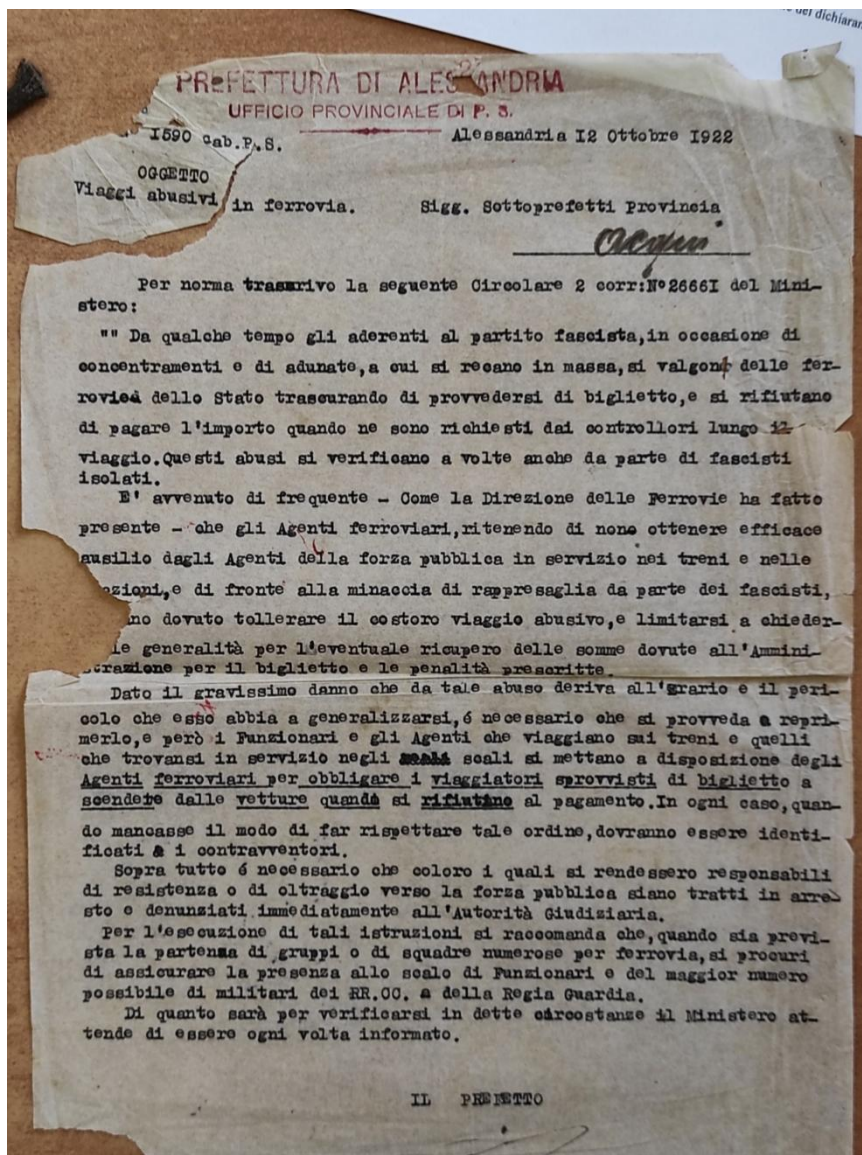 del dichiaran
PREFETTURA DI ALESSANDRIA
UFFICIO PROVINCIALE DI P. S.
1590 Gab.P.S.
Alessandria I2 Ottobre I922
OGGETTO
Viaggi abusivi in ferrovia.
Sigg. Sottoprefetti Provincia
Acqui
Per norma trascrivo la seguente Circolare 2 corr:N°2666I del Mini-
stero:
"" Da qualche tempo gli aderenti al partito fascista,in occasione di
concentramenti e di adunate,a cui si recano in massa,si valgono delle fer-
rovie dello Stato trascurando di provvedersi di biglietto,e si rifiutano
di pagare l'importo quando ne sono richiesti dai controllori lungo il
viaggio.Questi abusi si verificano a volte anche da parte di fascisti
isolati.
E' avvenuto di frequente - Come la Direzione delle Ferrovie ha fatto
presente - che gli Agenti ferroviari,ritenendo di none ottenere efficace
ausilio dagli Agenti della forza pubblica in servizio nei treni e nelle
zioni,e di fronte alla minaccia di rappresaglia da parte dei fascisti,
no dovuto tollerare il costoro viaggio abusivo,e limitarsi a chieder-
le generalità per l'eventuale ricupero delle somme dovute all'Ammini-
strazione per il biglietto e le penalità prescritte.
Dato il gravissimo danno che da tale abuso deriva all'grario e il peri-
colo che esso abbia a generalizzarsi,é necessario che si provveda a repri-
merlo,e però i Funzionari e gli Agenti che viaggiano sui treni e quelli
che trovansi in servizio negli scali si mettano a disposizione degli
Agenti ferroviari per obbligare i viaggiatori sprovvisti di biglietto a
scendere dalle vetture quando si rifiutino al pagamento.In ogni caso,quan-
do mancasse il modo di far rispettare tale ordine,dovranno essere identi-
ficati i contravventori.
Sopra tutto é necessario che coloro i quali si rendessero responsabili
di resistenza o di oltraggio verso la forza pubblica siano tratti in arre
sto e denunziati immediatamente all'Autorità Giudiziaria.
Per l'esecuzione di tali istruzioni si raccomanda che,quando sia previ-
sta la partenza di gruppi o di squadre numerose per ferrovia,si procuri
di assicurare la presenza allo scalo di Funzionari e del maggior numero
possibile di militari dei RR.CC. e della Regia Guardia.
Di quanto sarà per verificarsi in dette circostanze il Ministero at-
tende di essere ogni volta informato.
IL PREFETTO